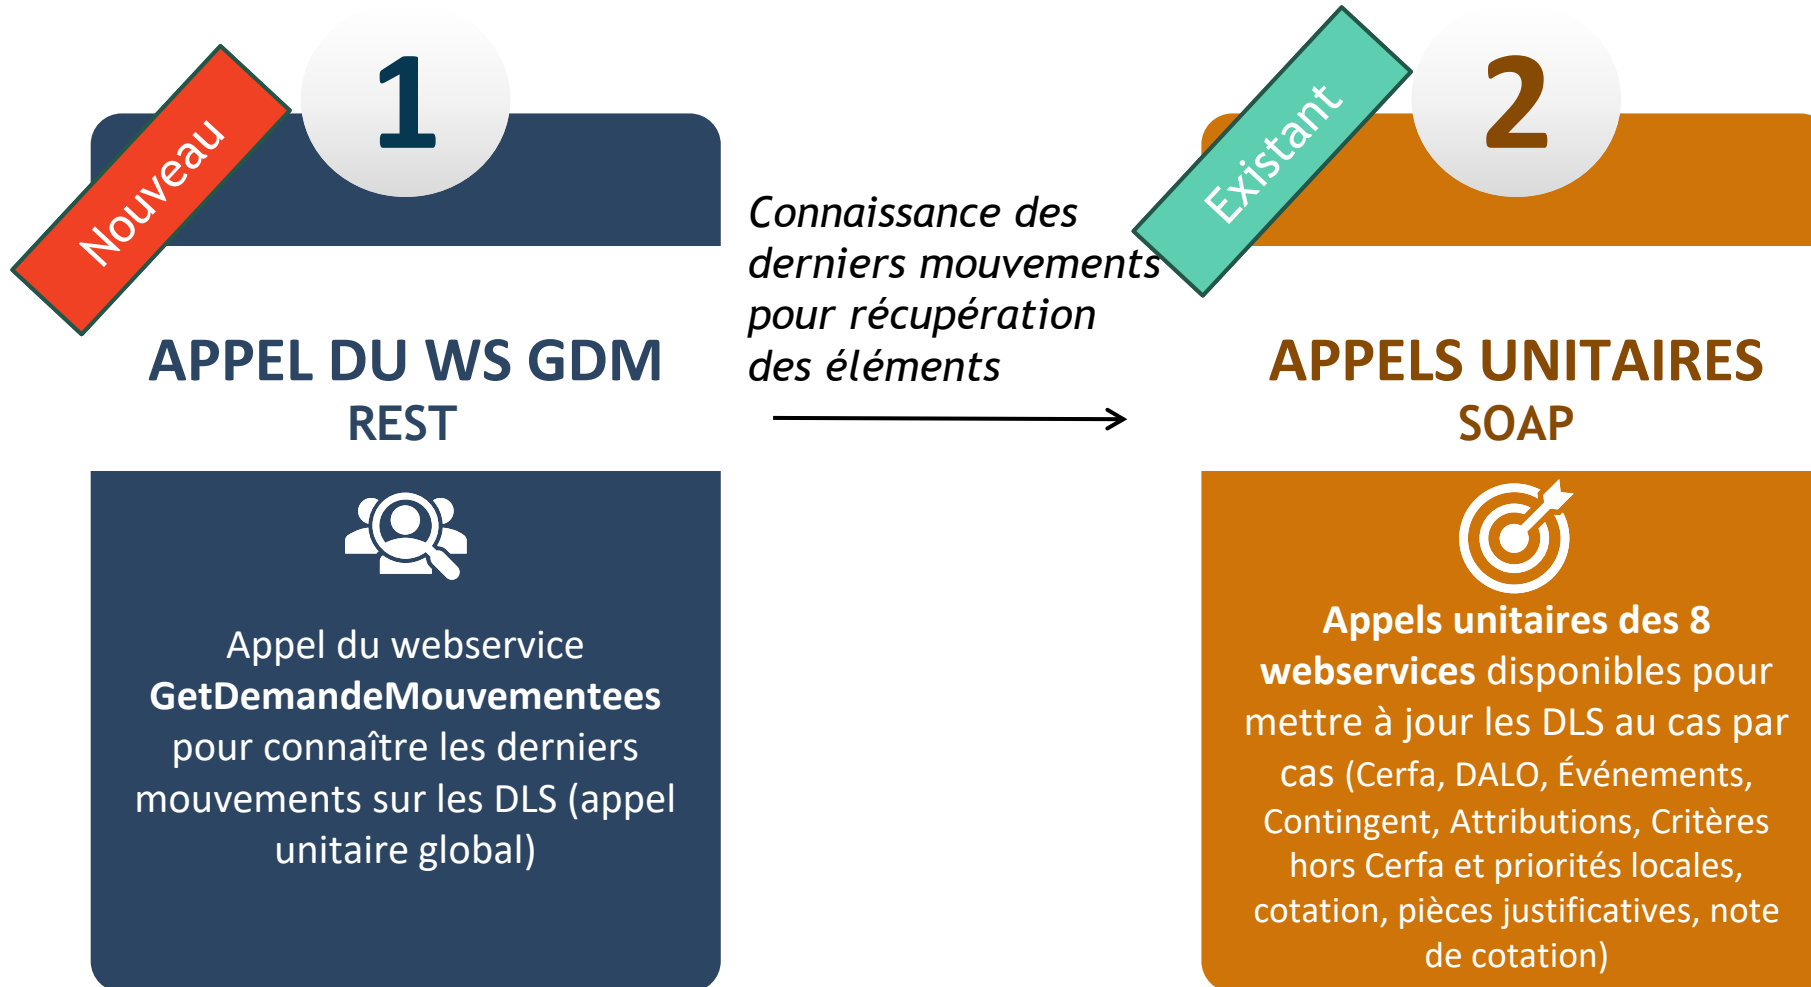 Nouveau
1
APPEL DU WS GDM
REST
Appel du webservice
GetDemandeMouvementees
pour connaître les derniers
mouvements sur les DLS (appel
unitaire global)
Connaissance des
derniers mouvements
pour récupération
des éléments
Existant
2
APPELS UNITAIRES
SOAP
Appels unitaires des 8
webservices disponibles pour
mettre à jour les DLS au cas par
cas (Cerfa, DALO, Événements,
Contingent, Attributions, Critères
hors Cerfa et priorités locales,
cotation, pièces justificatives, note
de cotation)